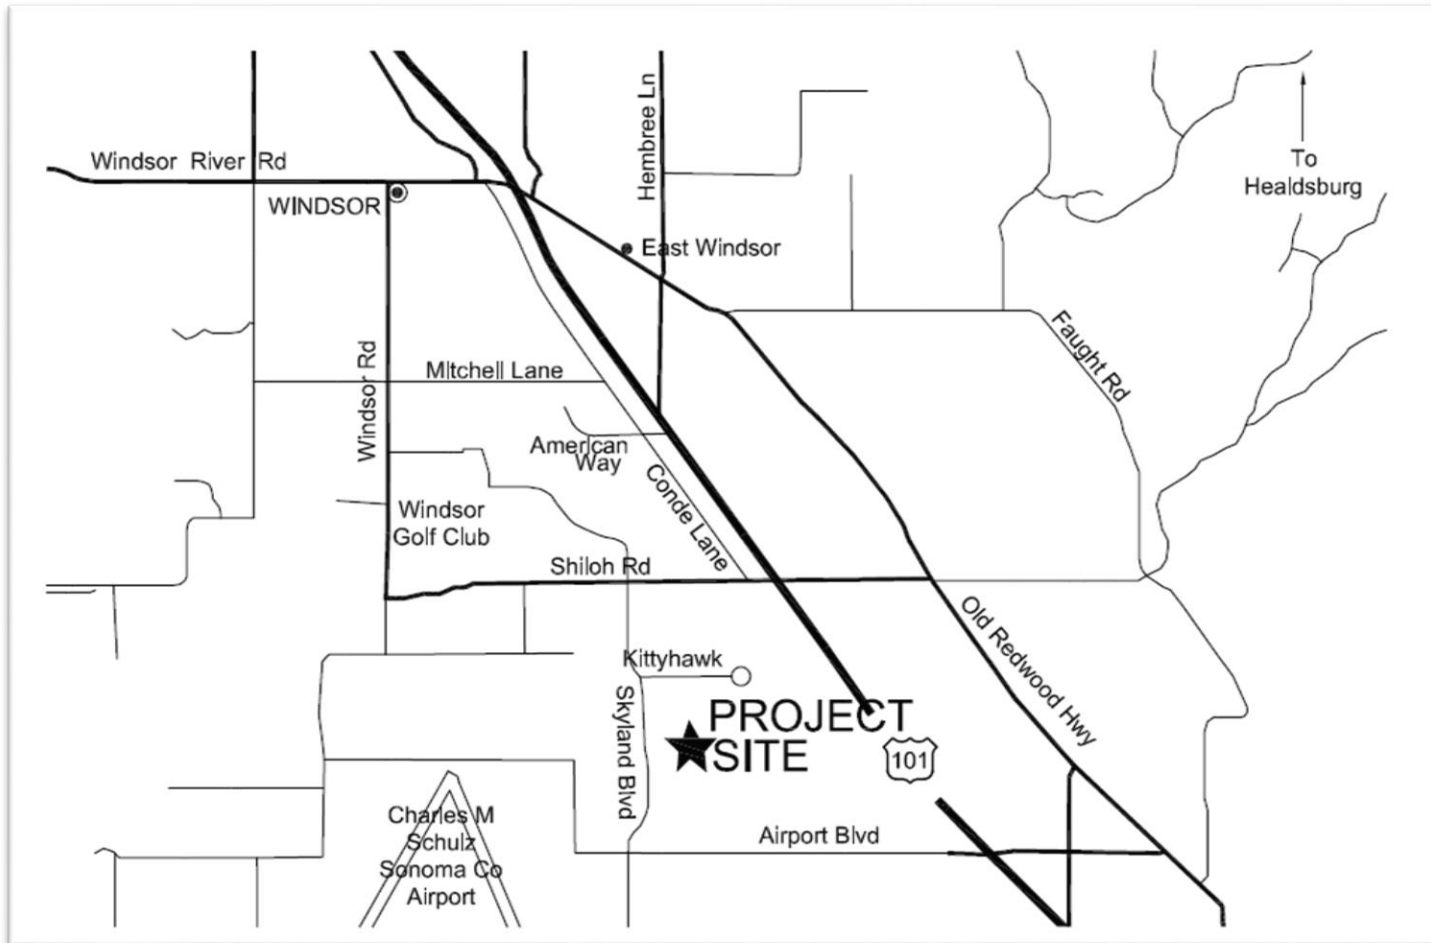 Windsor River Rd
Hembree Ln
To
Healdsburg
WINDSOR
East Windsor
Faught Rd
Windsor Rd
MItchell Lane
American
Way
Conde Lane
Windsor
Golf Club
Shiloh Rd
Old Redwood Hwy
Kittyhawk
Skyland Blvd
PROJECT
SITE
101
Charles M
Schulz
Sonoma Co
Airport
Airport Blvd